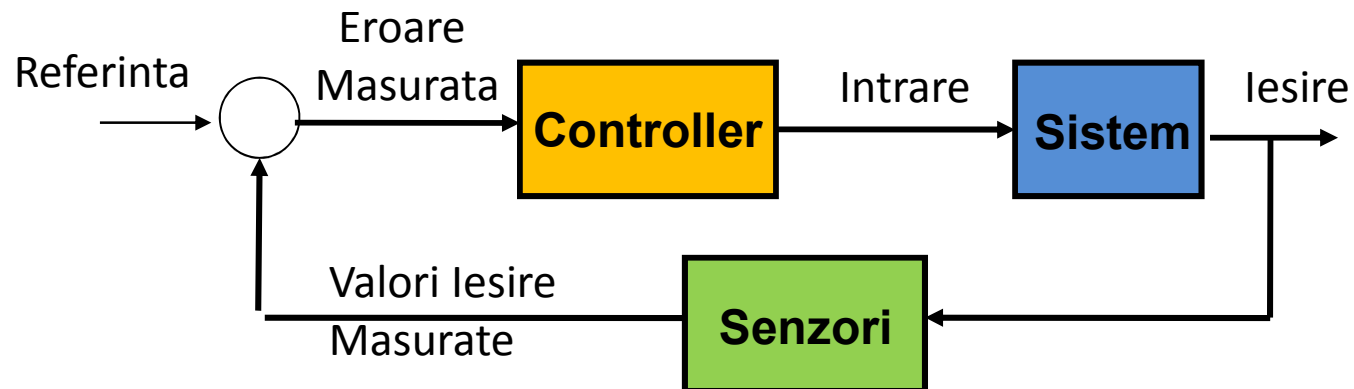 Referinta
Eroare
Masurata
Controller
Intrare
Sistem
Iesire
Valori Iesire
Masurate
Senzori